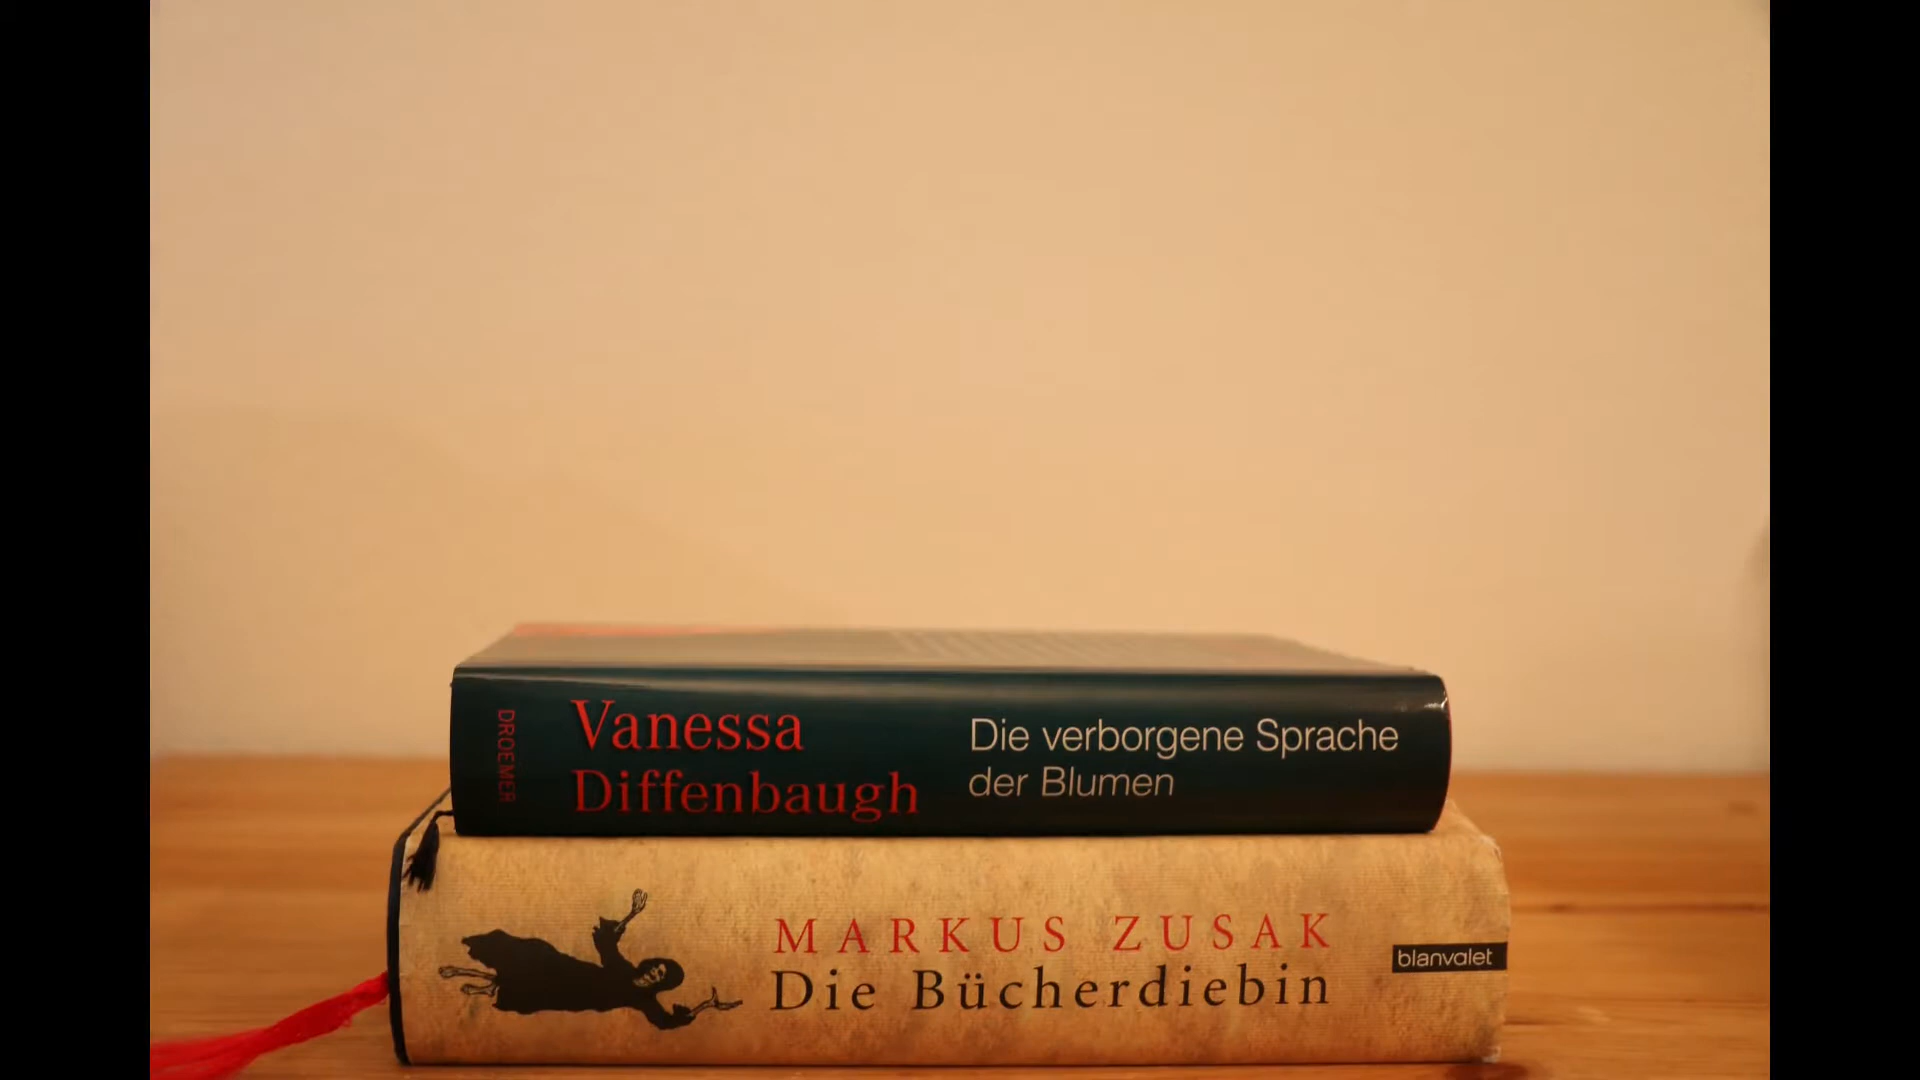 DROEMER
Vanessa
Diffenbaugh
Die verborgene Sprache
der Blumen
MARKUS ZUSAK
Die Bücherdiebin
blanvalet